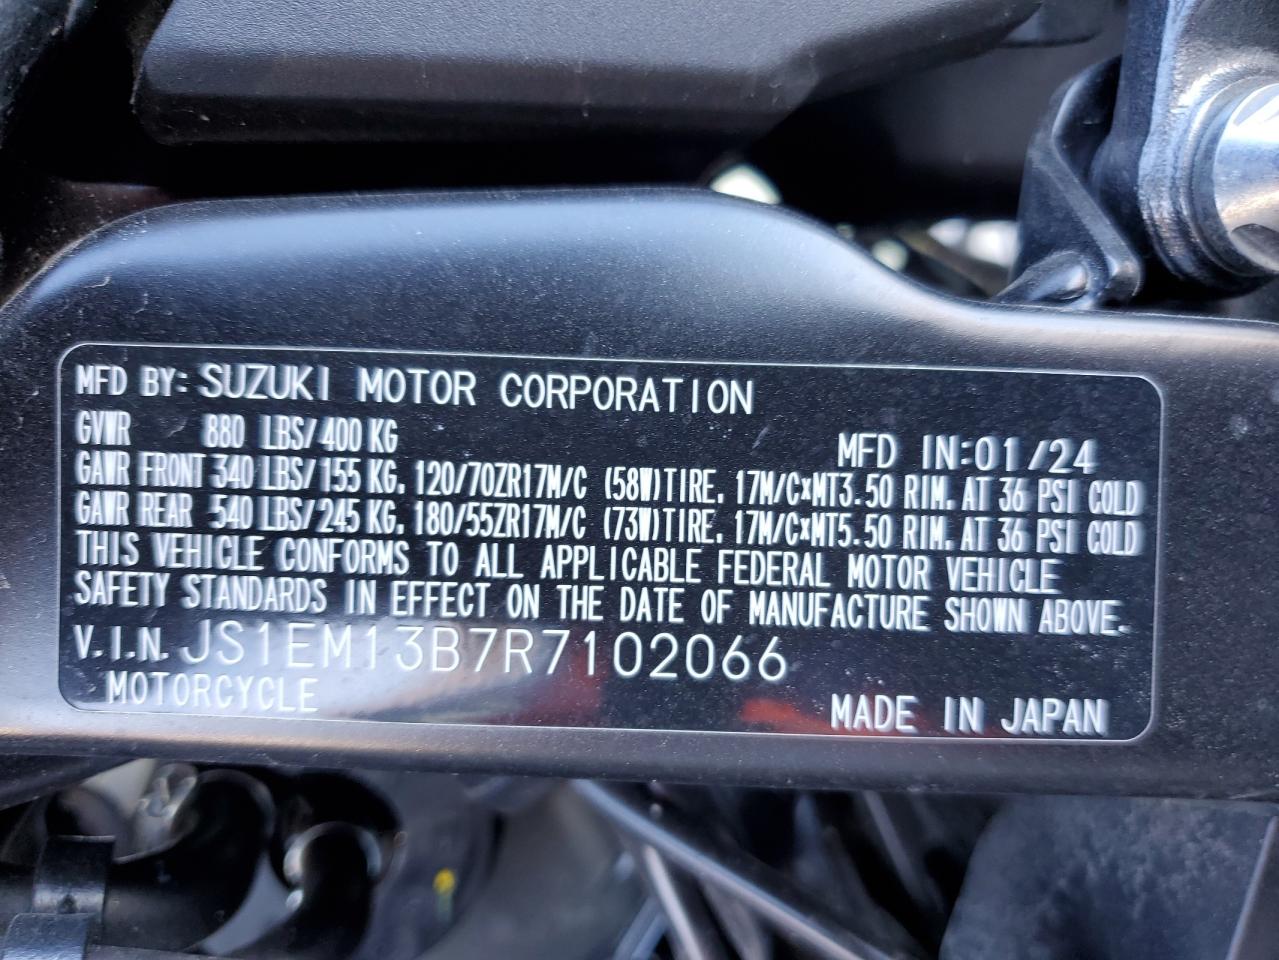 MFD BY: SUZUKI MOTOR CORPORATION
GVWR 880 LBS/400 KG MFD IN:01/24
GAWR FRONT 340 LBS/155 KG. 120/70ZR17M/C (58W)TIRE. 17M/CxMT3.50 RIM. AT 36 PSI COLD
GAWR REAR 540 LBS/245 KG. 180/55ZR17M/C (73W)TIRE. 17M/CxMT5.50 RIM. AT 36 PSI COLD
THIS VEHICLE CONFORMS TO ALL APPLICABLE FEDERAL MOTOR VEHICLE
SAFETY STANDARDS IN EFFECT ON THE DATE OF MANUFACTURE SHOWN ABOVE.
V.I.N. JS1EM13B7R7102066
MOTORCYCLE MADE IN JAPAN